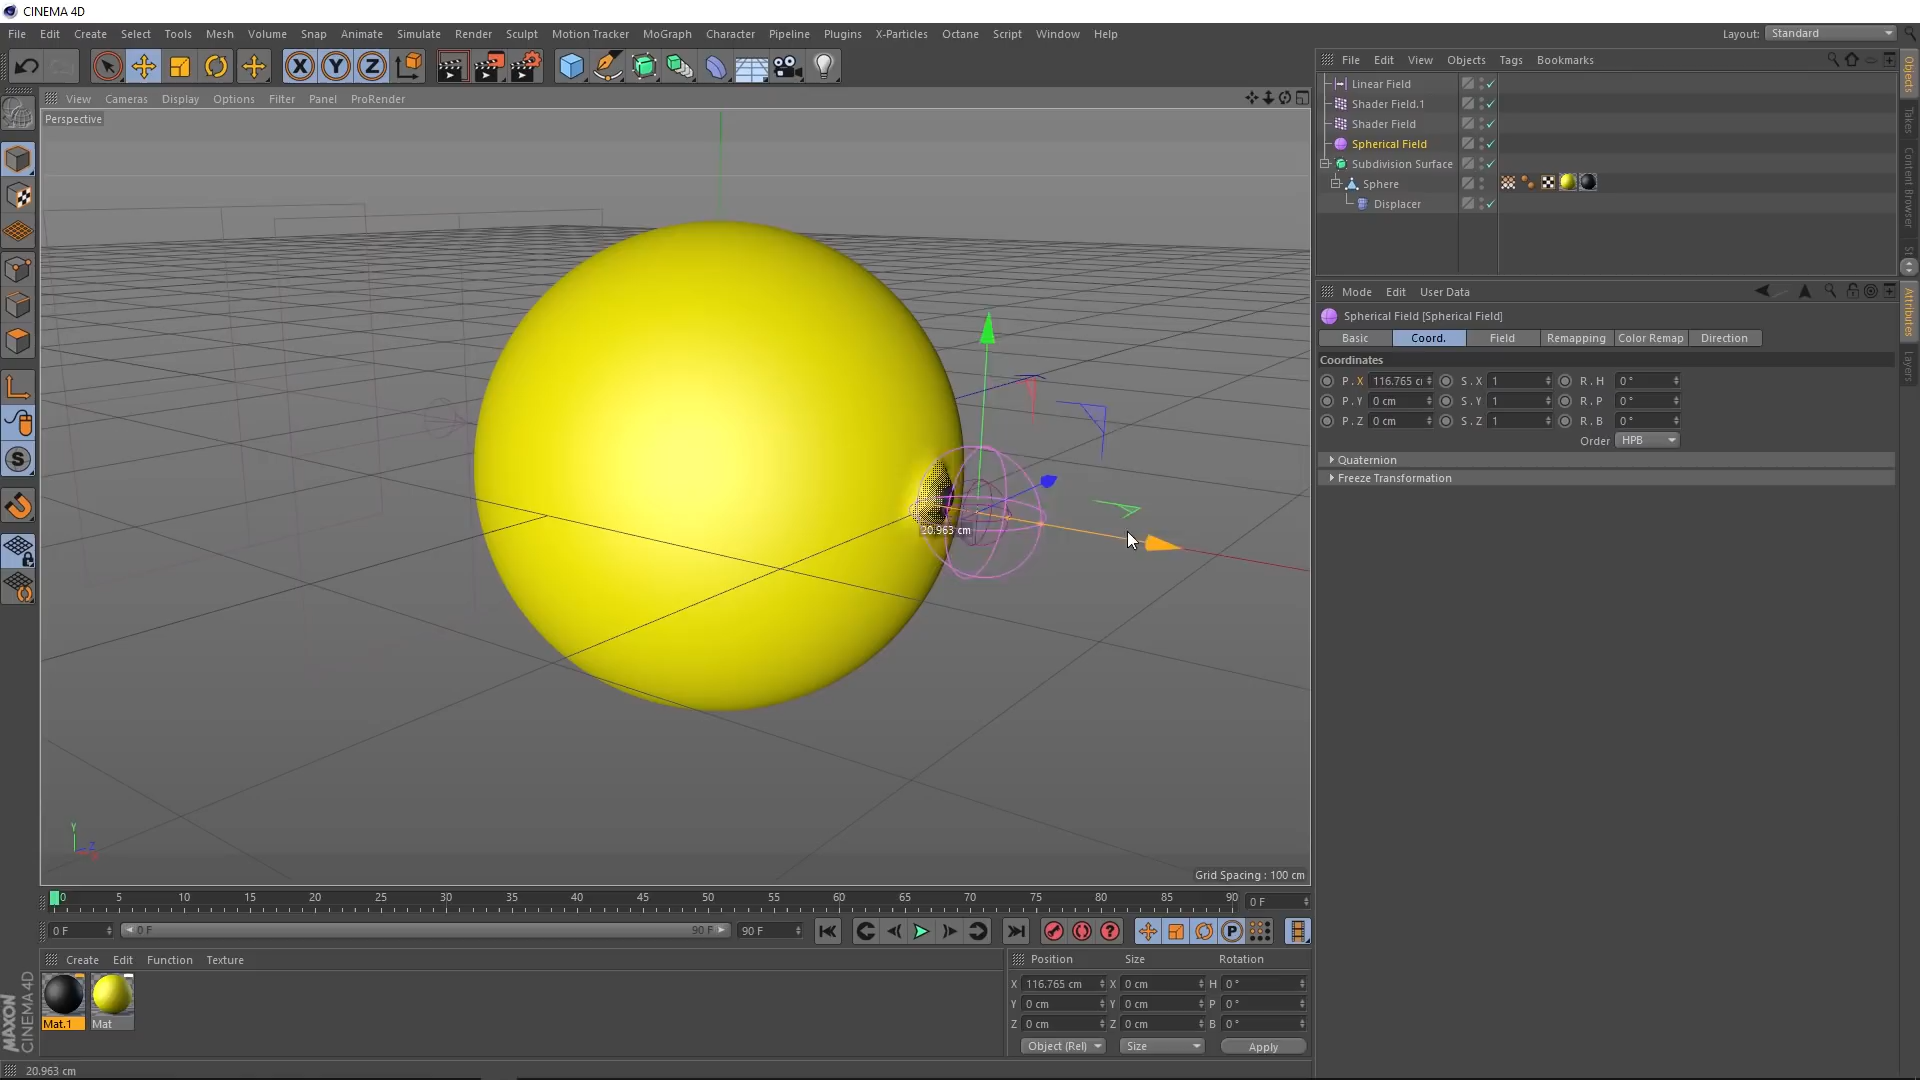 CINEMA 4D
File Edit Create Select Tools Mesh Volume Snap Animate Simulate Render Sculpt Motion Tracker MoGraph Character Pipeline Plugins X-Particles Octane Script Window Help
Layout: Standard
View Cameras Display Options Filter Panel ProRender
Perspective
20.963 cm
Y
Z
Grid Spacing : 100 cm
File Edit View Objects Tags Bookmarks
Linear Field
Shader Field.1
Shader Field
Spherical Field
Subdivision Surface
Sphere
Displacer
Objects
Takes
Content Browser
St
Mode Edit User Data
Spherical Field [Spherical Field]
Basic Coord. Field Remapping Color Remap Direction
Coordinates
P . X 116.765 c S . X 1 R . H 0 °
P . Y 0 cm S . Y 1 R . P 0 °
P . Z 0 cm S . Z 1 R . B 0 °
Order HPB
Quaternion
Freeze Transformation
Attributes
Layers
0 5 10 15 20 25 30 35 40 45 50 55 60 65 70 75 80 85 90 0 F
0 F 0 F 90 F 90 F
Create Edit Function Texture
Mat.1 Mat
MAXON
CINEMA 4D
Position Size Rotation
X 116.765 cm X 0 cm H 0 °
Y 0 cm Y 0 cm P 0 °
Z 0 cm Z 0 cm B 0 °
Object (Rel) Size Apply
20.963 cm